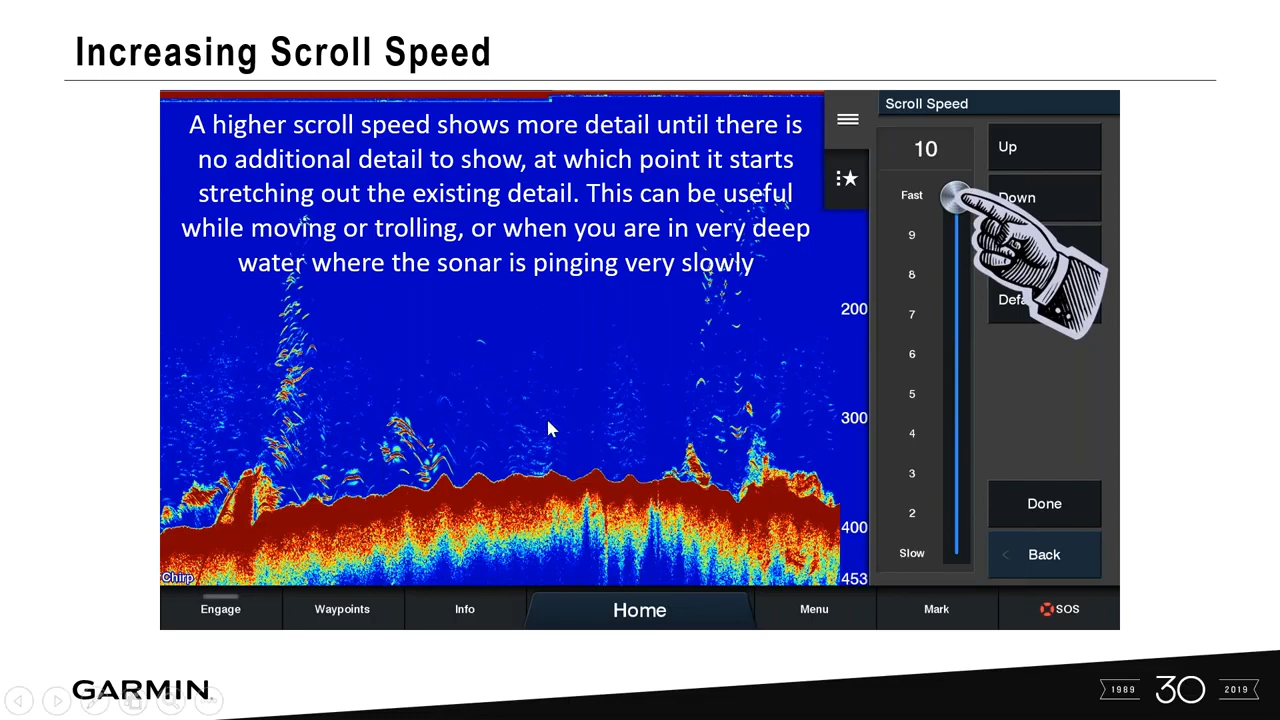 Increasing Scroll Speed
A higher scroll speed shows more detail until there is
no additional detail to show, at which point it starts
stretching out the existing detail. This can be useful
while moving or trolling, or when you are in very deep
water where the sonar is pinging very slowly
Scroll Speed
10
Up
Fast
Down
9
8
7
6
5
4
3
2
Slow
Done
Back
200
300
400
453
Chirp
Engage
Waypoints
Info
Home
Menu
Mark
SOS
GARMIN
1989
30
2019